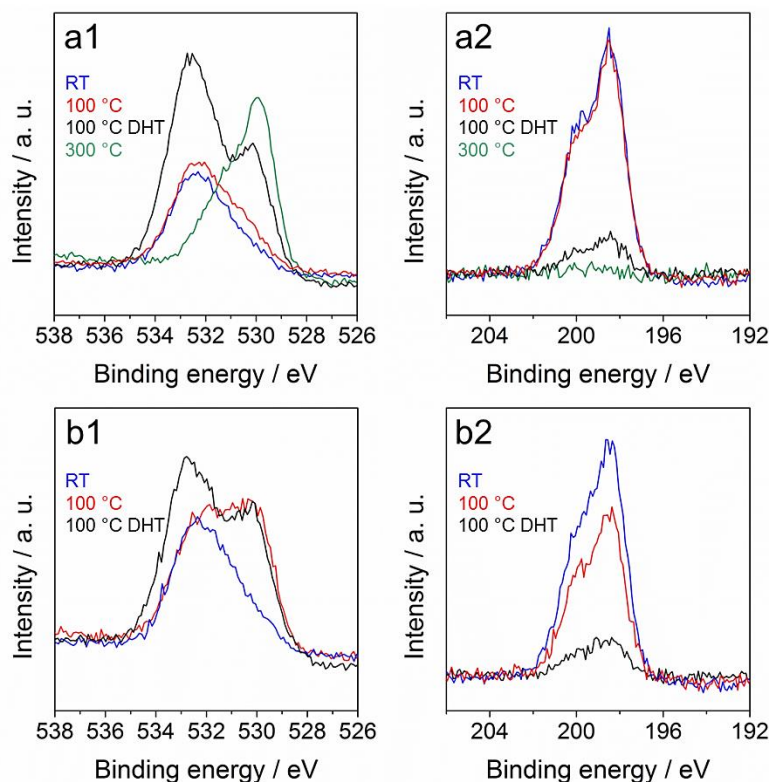 a1
RT
100 °C
100 °C DHT
300 °C
Intensity / a. u.
538 536 534 532 530 528 526
Binding energy / eV
a2
RT
100 °C
100 °C DHT
300 °C
Intensity / a. u.
204 200 196 192
Binding energy / eV
b1
RT
100 °C
100 °C DHT
Intensity / a. u.
538 536 534 532 530 528 526
Binding energy / eV
b2
RT
100 °C
100 °C DHT
Intensity / a. u.
204 200 196 192
Binding energy / eV